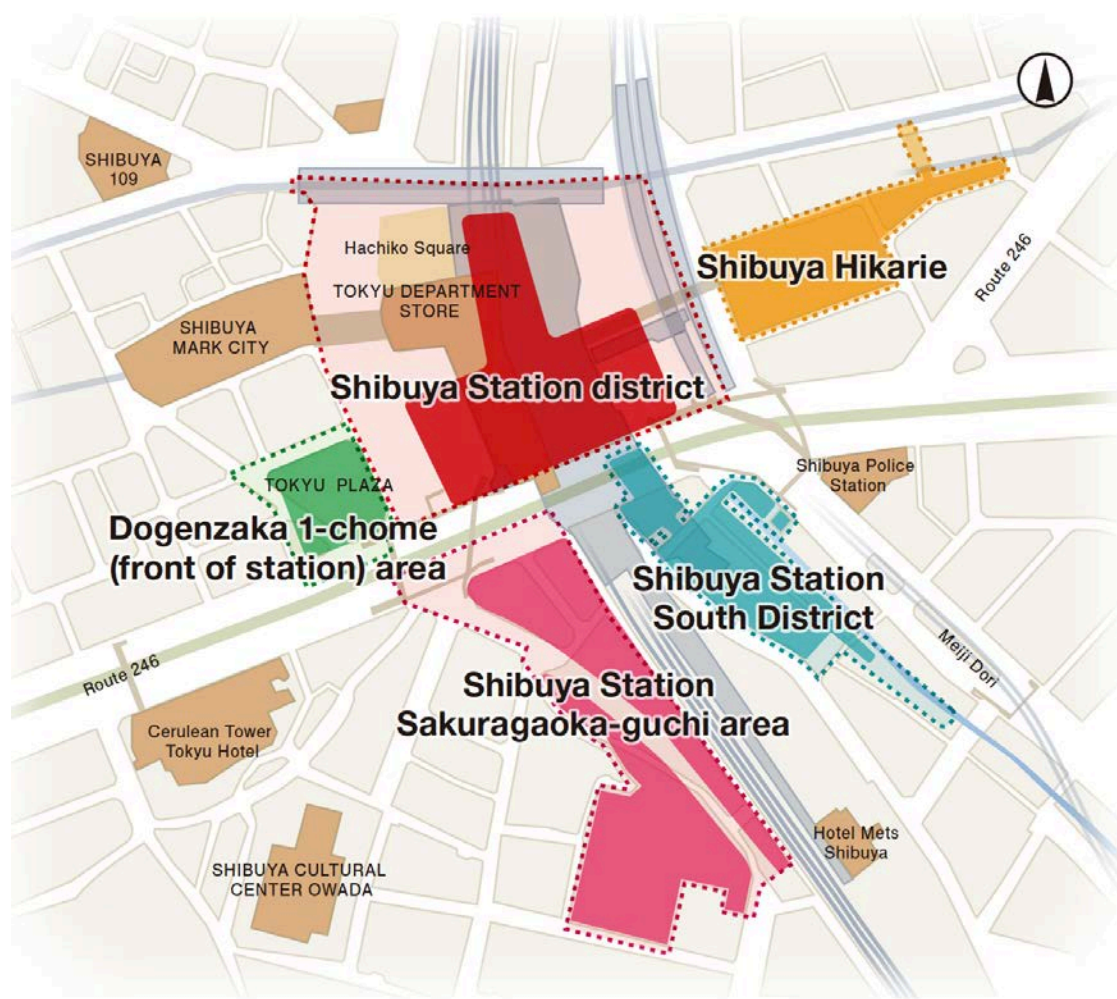 SHIBUYA
109
Hachiko Square
TOKYU DEPARTMENT
STORE
Shibuya Hikarie
Route 246
SHIBUYA
MARK CITY
Shibuya Station district
TOKYU PLAZA
Shibuya Police
Station
Dogenzaka 1-chome
(front of station) area
Shibuya Station
South District
Meiji Dori
Route 246
Shibuya Station
Sakuragaoka-guchi area
Cerulean Tower
Tokyu Hotel
Hotel Mets
Shibuya
SHIBUYA CULTURAL
CENTER OWADA